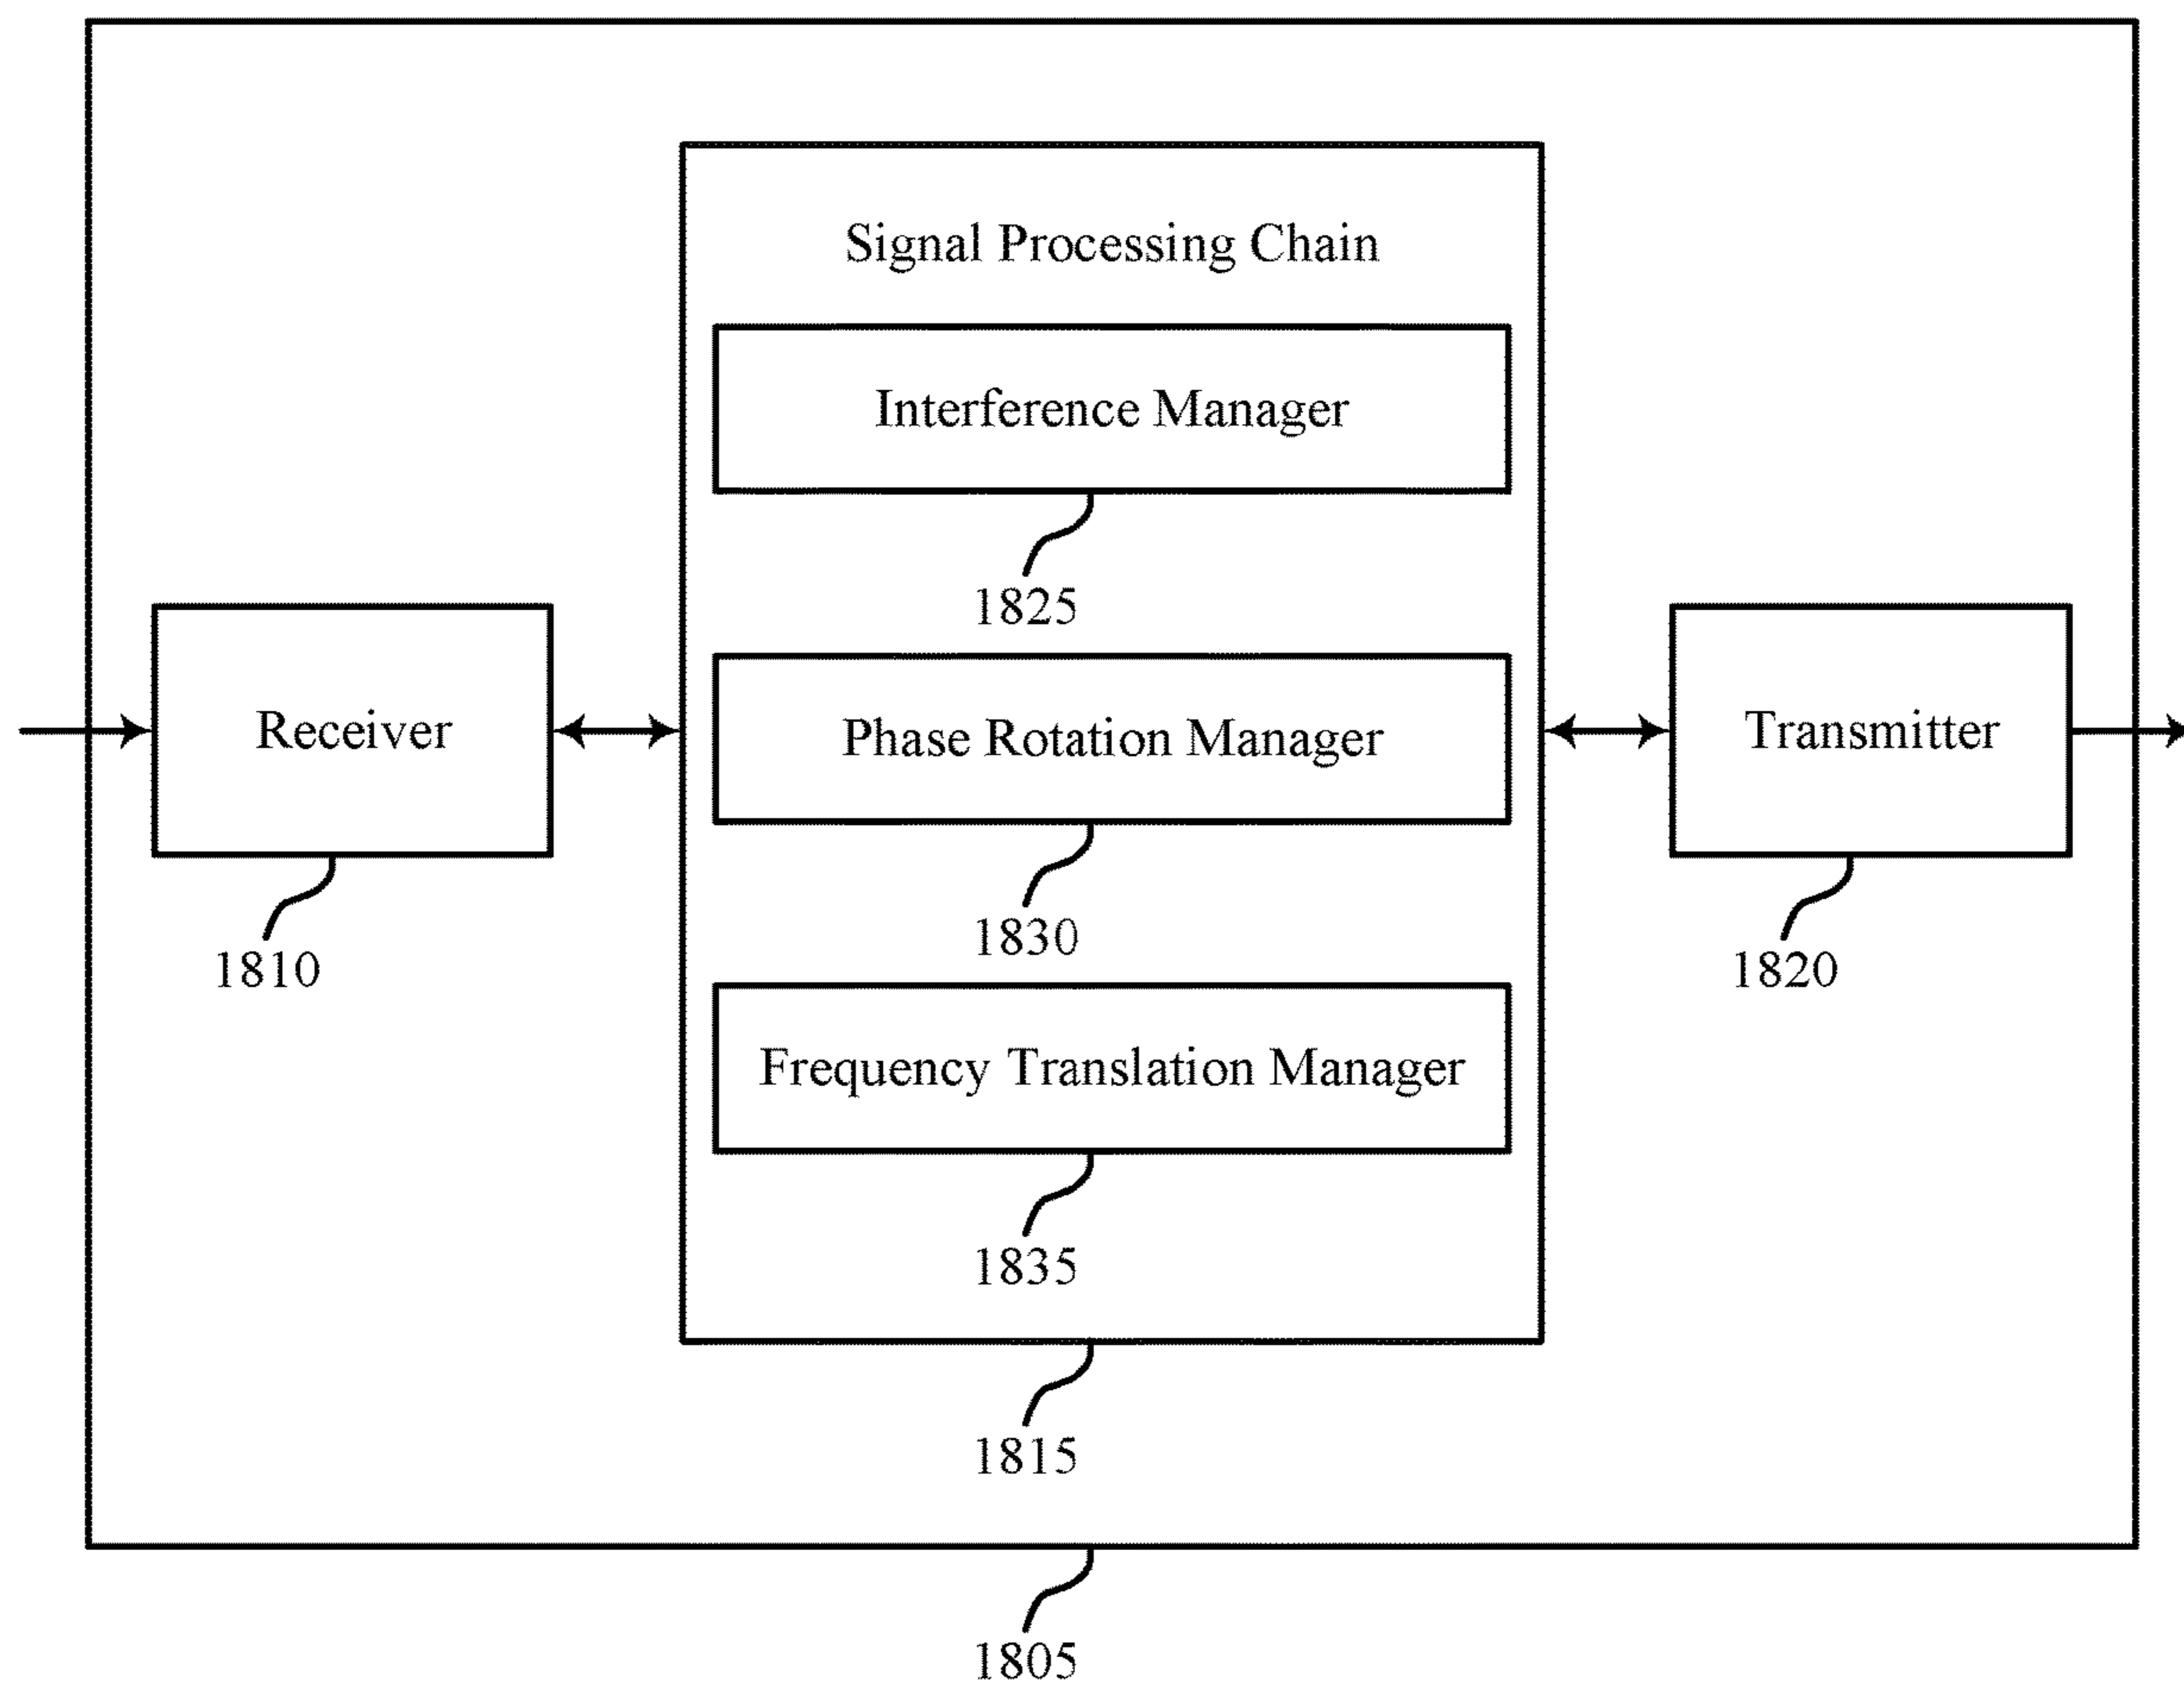 Signal Processing Chain
Interference Manager
1825
Receiver
Phase Rotation Manager
Transmitter
1810
1830
1820
Frequency Translation Manager
1835
1815
1805